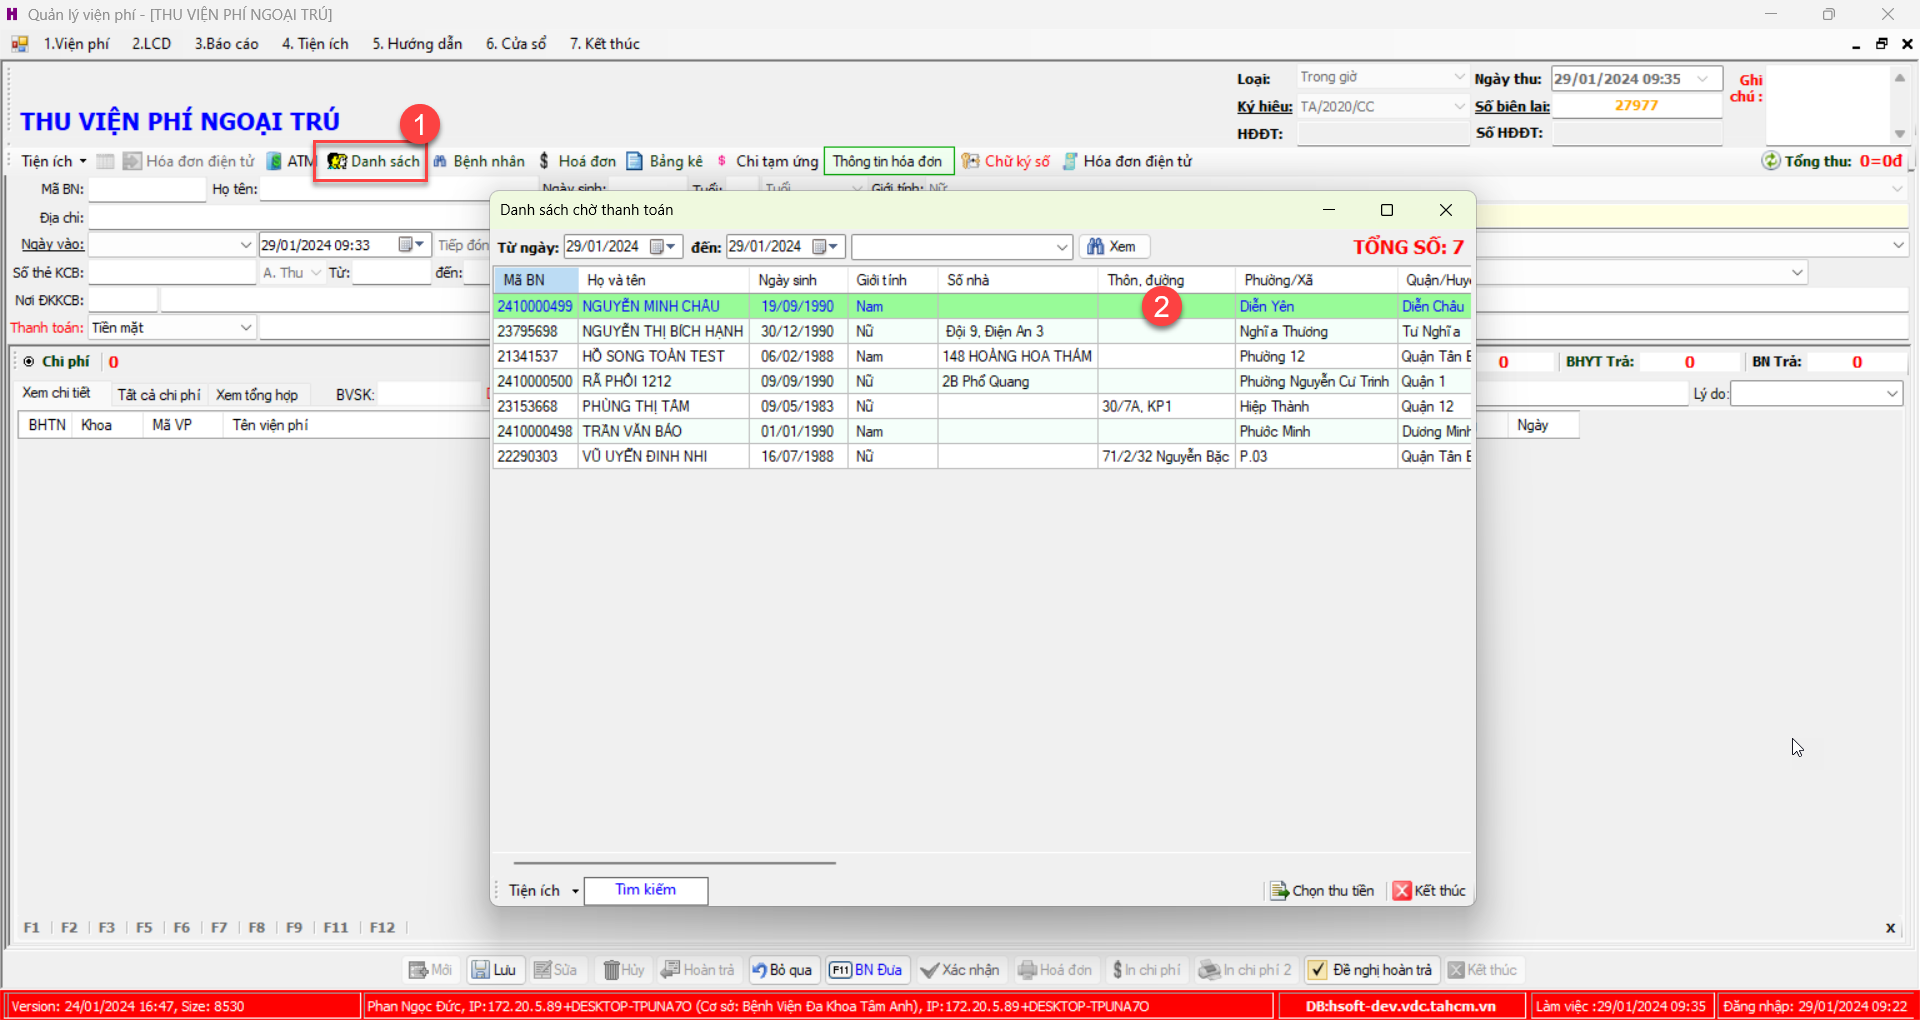 Quản lý viện phí - [THU VIỆN PHÍ NGOẠI TRÚ]
1.Viện phí 2.LCD 3.Báo cáo 4. Tiện ích 5. Hướng dẫn 6. Cửa sổ 7. Kết thúc
Loại: Trong giờ Ngày thu: 29/01/2024 09:35 Ghi chú :
THU VIỆN PHÍ NGOẠI TRÚ 1 Ký hiệu: TA/2020/CC Số biên lai: 27977
HĐĐT: Số HĐĐT:
Tiện ích Hóa đơn điện tử ATM Danh sách Bệnh nhân Hoá đơn Bảng kê Chi tạm ứng Thông tin hóa đơn Chữ ký số Hóa đơn điện tử Tổng thu: 0=0đ
Mã BN: Họ tên: Ngày sinh: Tuổi: Tuổi Giới tính: Nữ
Địa chỉ:
Ngày vào: 29/01/2024 09:33 Tiếp đón
Số thẻ KCB: A. Thu Từ: đến:
Nơi ĐKKCB:
Thanh toán: Tiền mặt
Chi phí 0 0 BHYT Trả: 0 BN Trả: 0
Xem chi tiết Tất cả chi phí Xem tổng hợp BVSK: Lý do:
BHTN Khoa Mã VP Tên viện phí Ngày
Danh sách chờ thanh toán
Từ ngày: 29/01/2024 đến: 29/01/2024 Xem TỔNG SỐ: 7
Mã BN Họ và tên Ngày sinh Giới tính Số nhà Thôn, đường Phường/Xã Quận/Huyệ
2410000499 NGUYỄN MINH CHÂU 19/09/1990 Nam 2 Diễn Yên Diễn Châu
23795698 NGUYỄN THỊ BÍCH HẠNH 30/12/1990 Nữ Đội 9, Điện An 3 Nghĩa Thương Tư Nghĩa
21341537 HỒ SONG TOÀN TEST 06/02/1988 Nam 148 HOÀNG HOA THÁM Phường 12 Quận Tân B
2410000500 RÃ PHÔI 1212 09/09/1990 Nữ 2B Phổ Quang Phường Nguyễn Cư Trinh Quận 1
23153668 PHÙNG THỊ TÂM 09/05/1983 Nữ 30/7A, KP1 Hiệp Thành Quận 12
2410000498 TRẦN VĂN BẢO 01/01/1990 Nam Phước Minh Dương Minh
22290303 VŨ UYỂN ĐINH NHI 16/07/1988 Nữ 71/2/32 Nguyễn Bặc P.03 Quận Tân B
Tiện ích Tìm kiếm Chọn thu tiền Kết thúc
F1 F2 F3 F5 F6 F7 F8 F9 F11 F12 X
Mới Lưu Sửa Hủy Hoàn trả Bỏ qua F11 BN Đưa Xác nhận Hoá đơn In chi phí In chi phí 2 Đề nghị hoàn trả Kết thúc
Version: 24/01/2024 16:47, Size: 8530 Phan Ngọc Đức, IP:172.20.5.89+DESKTOP-TPUNA7O (Cơ sở: Bệnh Viện Đa Khoa Tâm Anh), IP:172.20.5.89+DESKTOP-TPUNA7O DB:hsoft-dev.vdc.tahcm.vn Làm việc :29/01/2024 09:35 Đăng nhập: 29/01/2024 09:22